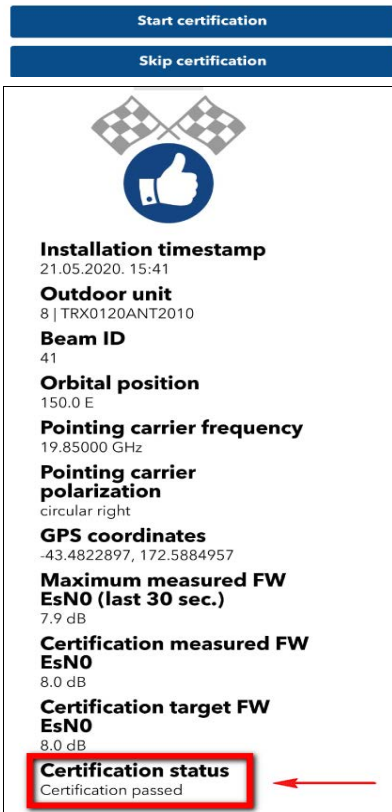 Start certification
Skip certification
Installation timestamp
21.05.2020. 15:41
Outdoor unit
8 | TRX0120ANT2010
Beam ID
41
Orbital position
150.0 E
Pointing carrier frequency
19.85000 GHz
Pointing carrier
polarization
circular right
GPS coordinates
-43.4822897, 172.5884957
Maximum measured FW
EsN0 (last 30 sec.)
7.9 dB
Certification measured FW
EsN0
8.0 dB
Certification target FW
EsN0
8.0 dB
Certification status
Certification passed